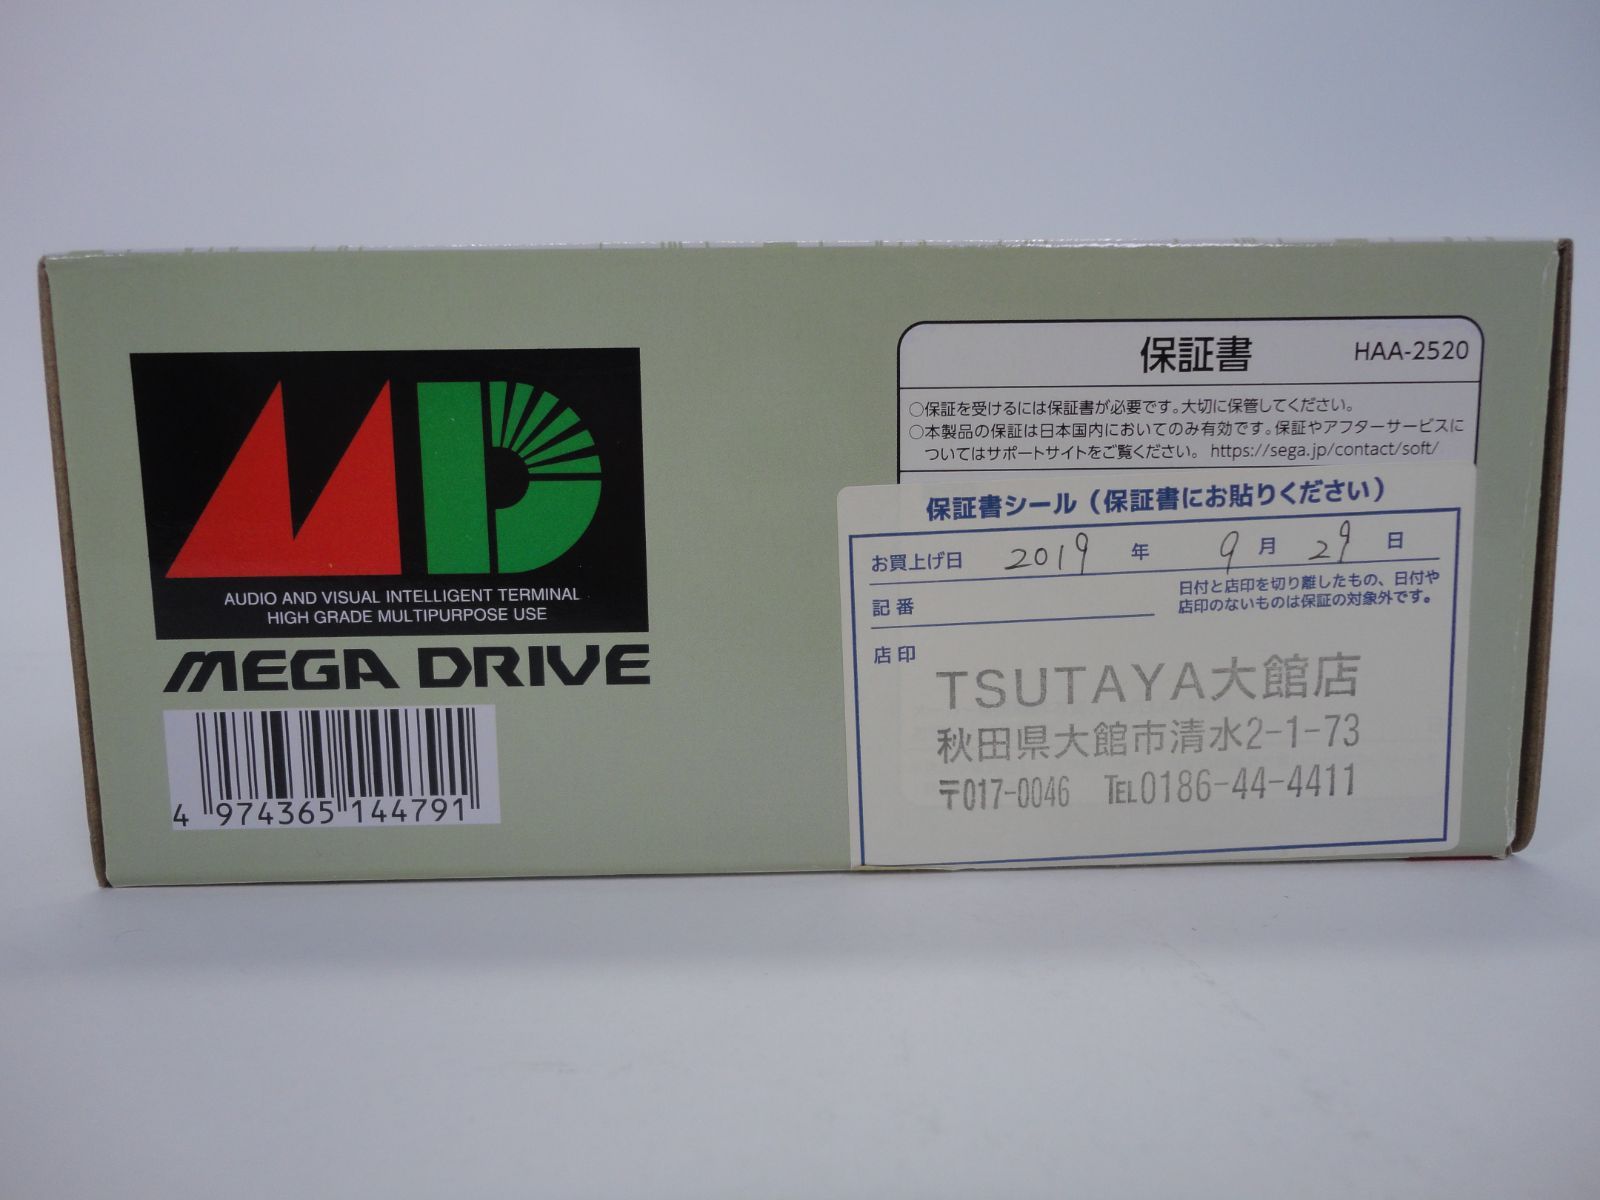 MD
AUDIO AND VISUAL INTELLIGENT TERMINAL
HIGH GRADE MULTIPURPOSE USE
MEGA DRIVE
4 974365 144791
保証書 HAA-2520
○保証を受けるには保証書が必要です。大切に保管してください。
○本製品の保証は日本国内においてのみ有効です。保証やアフターサービスに
ついてはサポートサイトをご覧ください。 https://sega.jp/contact/soft/
保証書シール（保証書にお貼りください）
お買上げ日 2019 年 9 月 29 日
記番
日付と店印を切り離したもの、日付や
店印のないものは保証の対象外です。
店印
TSUTAYA大館店
秋田県大館市清水2-1-73
〒017-0046 TEL0186-44-4411